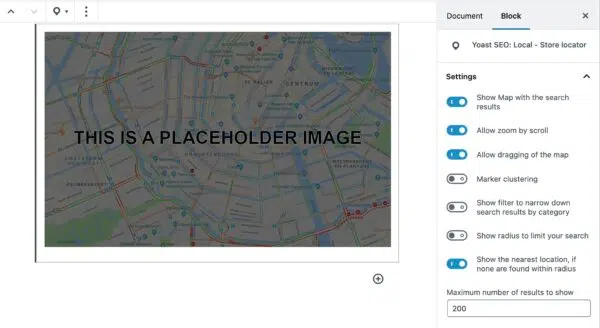 Document
Block
Yoast SEO: Local - Store locator
Settings
Show Map with the search
results
Allow zoom by scroll
Allow dragging of the map
Marker clustering
Show filter to narrow down
search results by category
Show radius to limit your search
Show the nearest location, if
none are found within radius
Maximum number of results to show
200
THIS IS A PLACEHOLDER IMAGE
CENTRUM